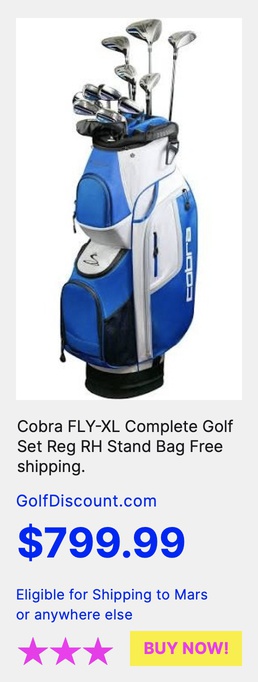 cobra
Cobra FLY-XL Complete Golf
Set Reg RH Stand Bag Free
shipping.
GolfDiscount.com
$799.99
Eligible for Shipping to Mars
or anywhere else
BUY NOW!